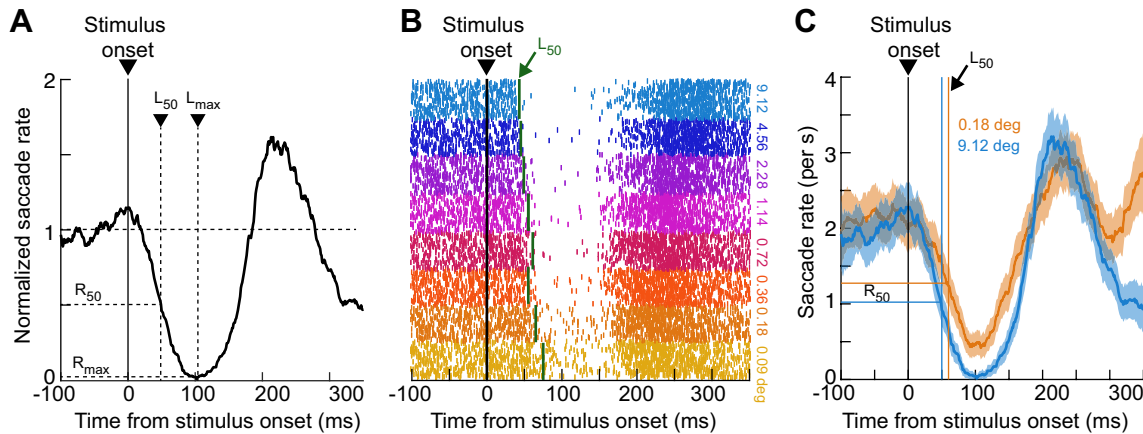 A
Stimulus
onset
L50
Lmax
2
1
0
R50
Rmax
Normalized saccade rate
-100 0 100 200 300
Time from stimulus onset (ms)
B
Stimulus
onset
L50
9.12
4.56
2.28
1.14
0.72
0.36
0.18
0.09 deg
-100 0 100 200 300
Time from stimulus onset (ms)
C
Stimulus
onset
L50
0.18 deg
9.12 deg
4
3
2
1
0
R50
Saccade rate (per s)
-100 0 100 200 300
Time from stimulus onset (ms)